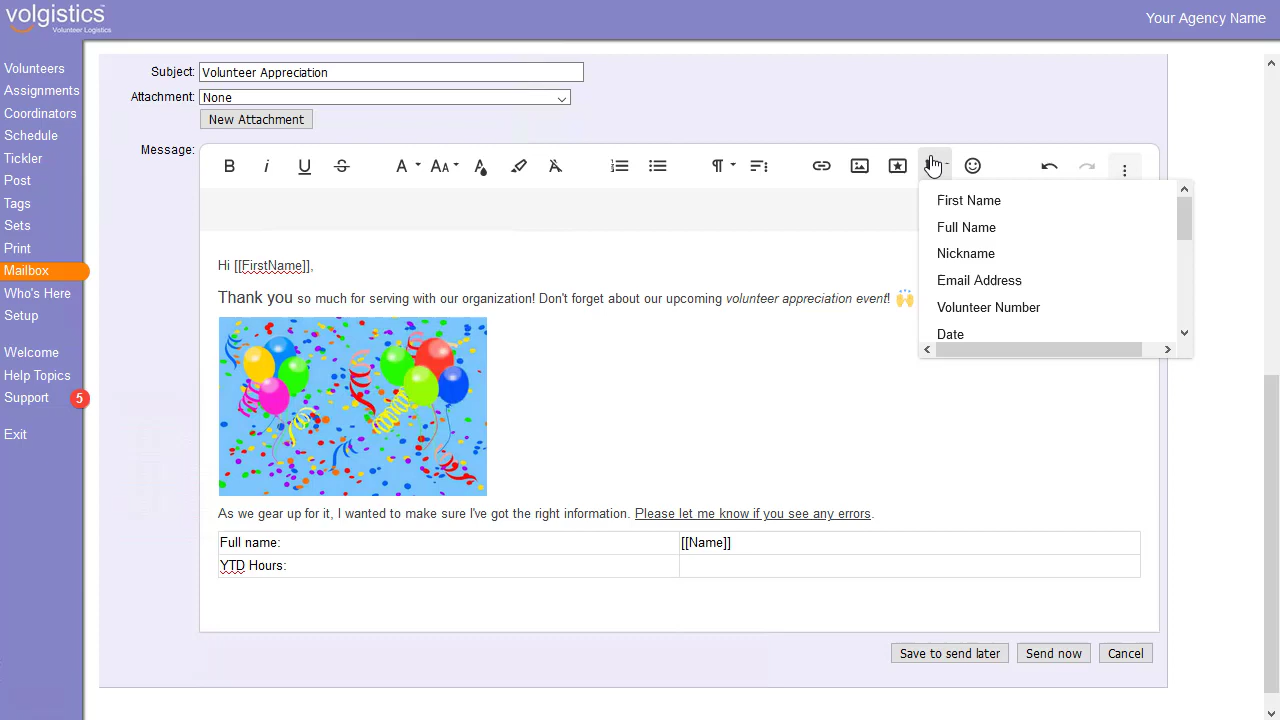 volgistics
Volunteer Logistics
Your Agency Name
Volunteers
Assignments
Coordinators
Schedule
Tickler
Post
Tags
Sets
Print
Mailbox
Who's Here
Setup
Welcome
Help Topics
Support 5
Exit
Subject: Volunteer Appreciation
Attachment: None
New Attachment
Message:
B I U S A AA
First Name
Full Name
Nickname
Email Address
Volunteer Number
Date
Hi [[FirstName]],
Thank you so much for serving with our organization! Don't forget about our upcoming volunteer appreciation event! 🙌
As we gear up for it, I wanted to make sure I've got the right information. Please let me know if you see any errors.
Full name: [[Name]]
YTD Hours:
Save to send later Send now Cancel